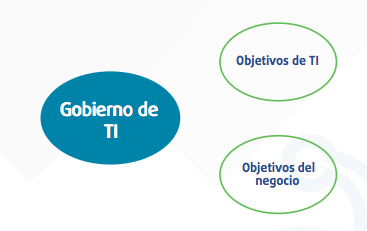 Gobierno de
TI
Objetivos de TI
Objetivos del
negocio